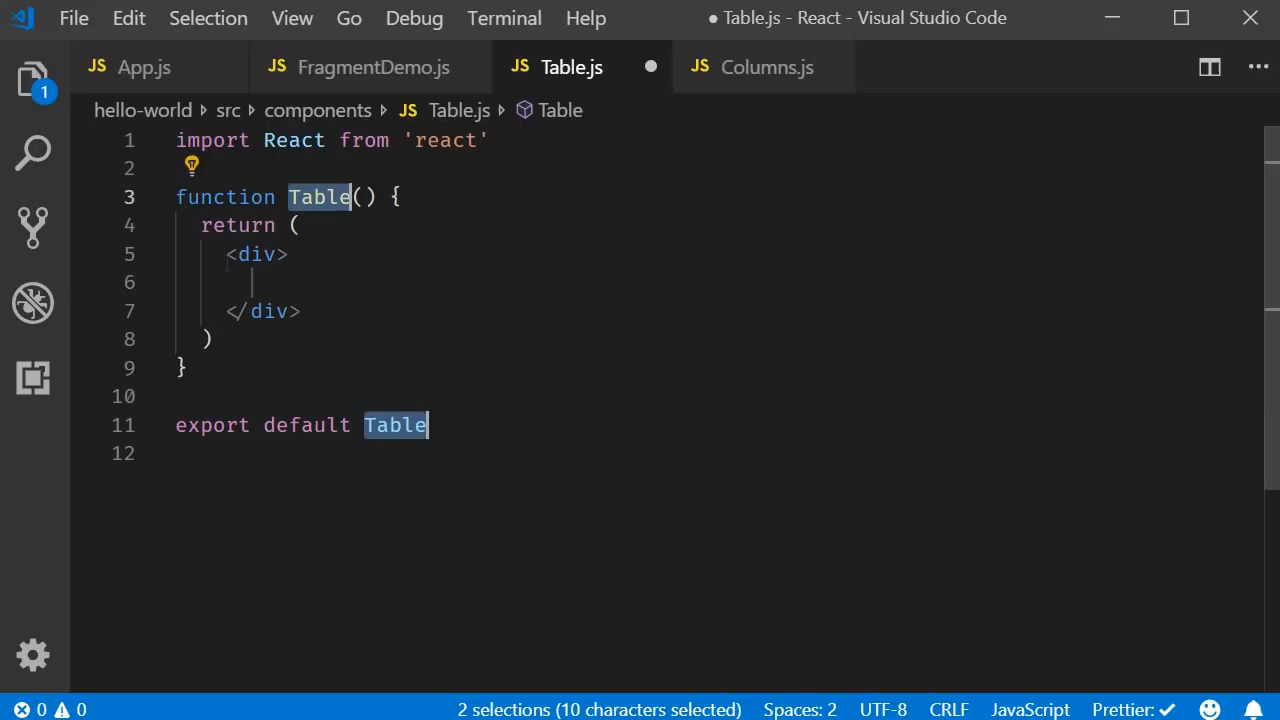 File Edit Selection View Go Debug Terminal Help ● Table.js - React - Visual Studio Code
JS App.js JS FragmentDemo.js JS Table.js JS Columns.js
1
hello-world src components JS Table.js Table
1 import React from 'react'
2
3 function Table() {
4 return (
5 <div>
6
7 </div>
8 )
9 }
10
11 export default Table
12
0 0 2 selections (10 characters selected) Spaces: 2 UTF-8 CRLF JavaScript Prettier: ✓